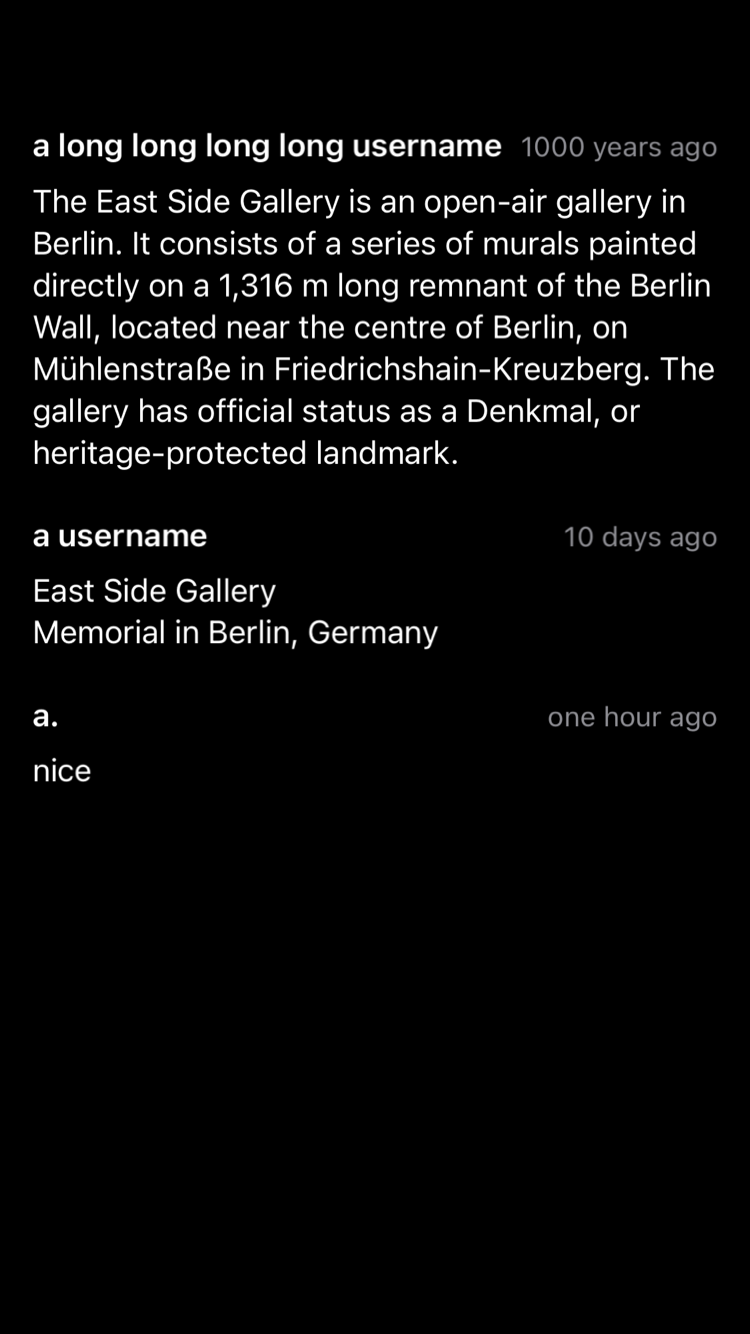 a long long long long username 1000 years ago
The East Side Gallery is an open-air gallery in
Berlin. It consists of a series of murals painted
directly on a 1,316 m long remnant of the Berlin
Wall, located near the centre of Berlin, on
Mühlenstraße in Friedrichshain-Kreuzberg. The
gallery has official status as a Denkmal, or
heritage-protected landmark.
a username 10 days ago
East Side Gallery
Memorial in Berlin, Germany
a. one hour ago
nice